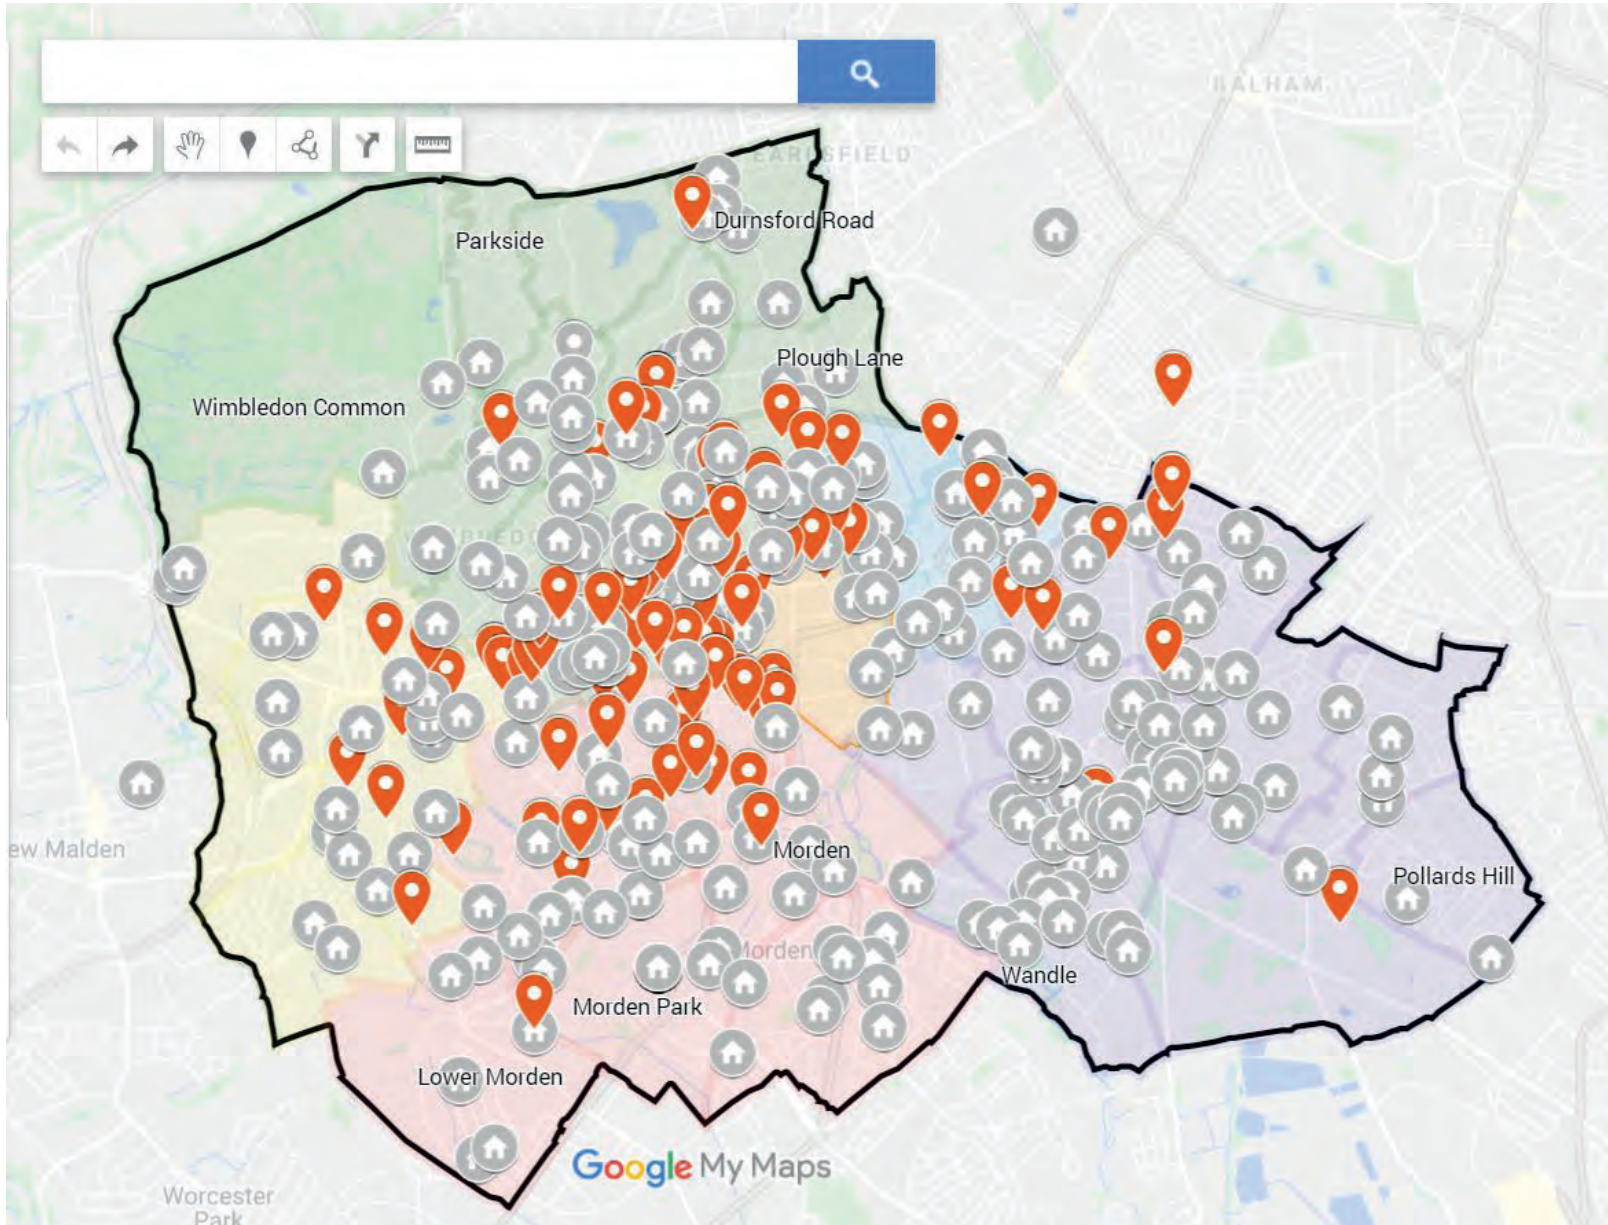 BALHAM
EARLSFIELD
Durnsford Road
Parkside
Plough Lane
Wimbledon Common
ew Malden
Morden
Pollards Hill
Morden
Wandle
Morden Park
Lower Morden
Google My Maps
Worcester
Park